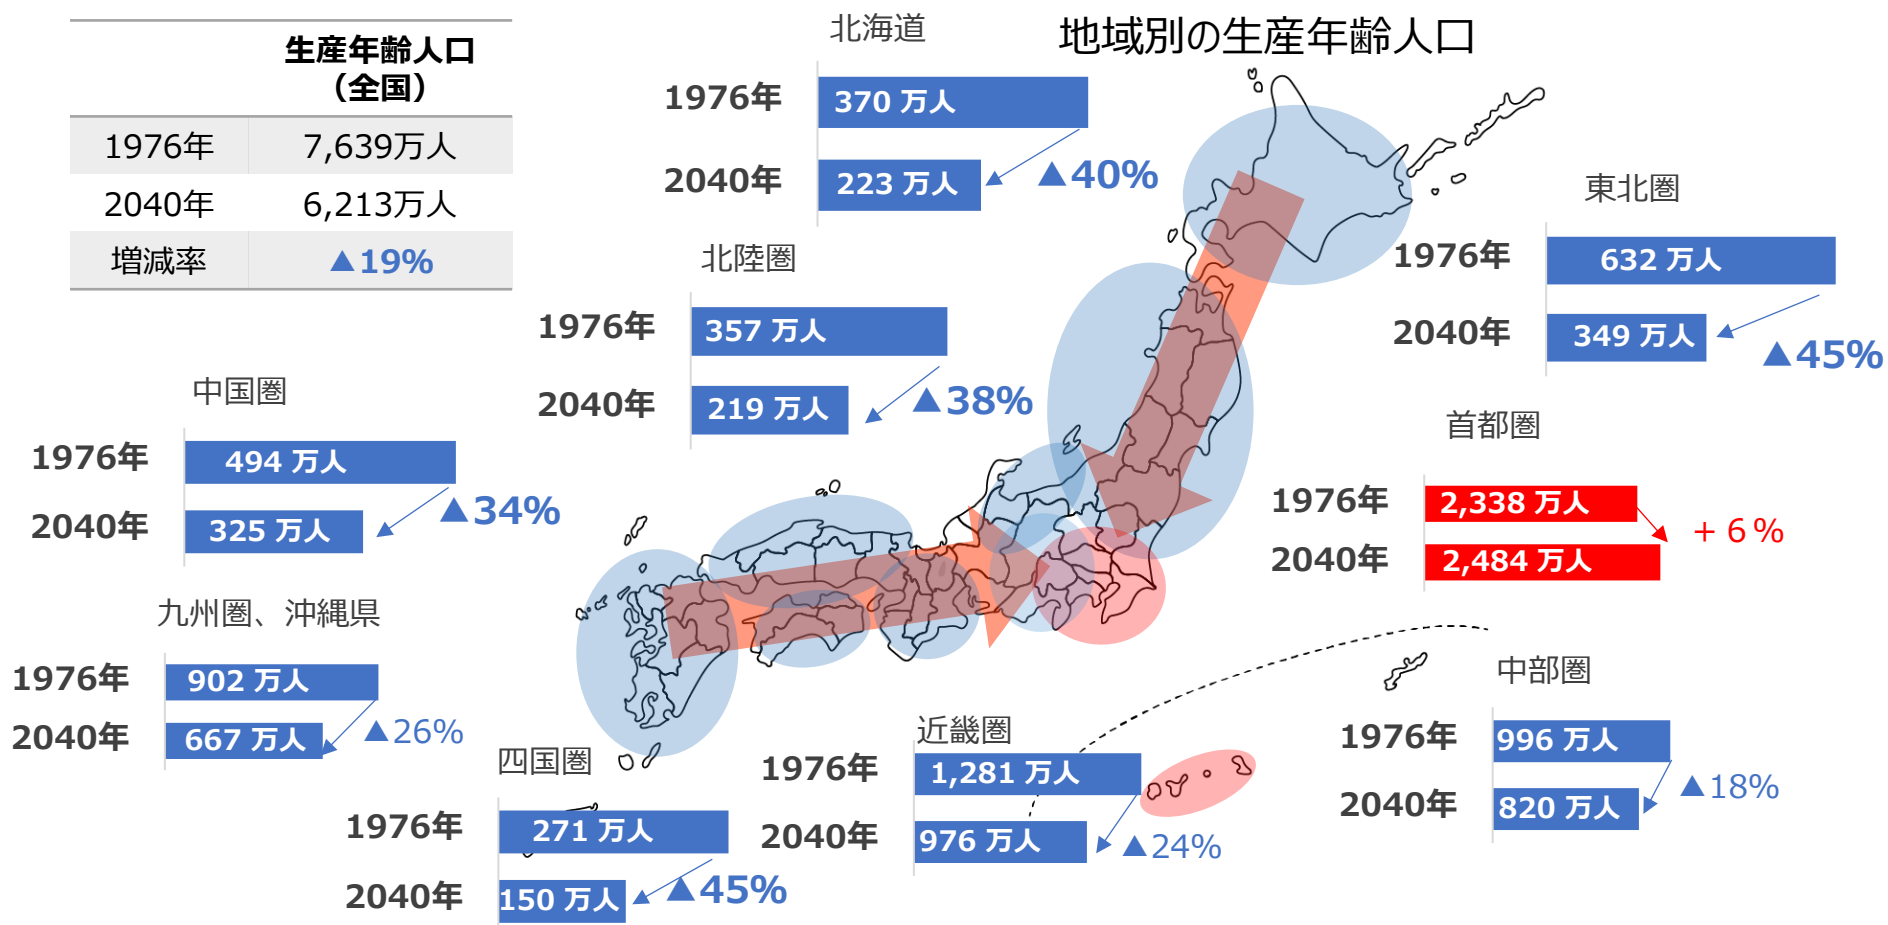 地域別の生産年齢人口
生産年齢人口
（全国）
1976年 7,639万人
2040年 6,213万人
増減率 ▲19%
北海道
1976年 370 万人
2040年 223 万人
▲40%
東北圏
1976年 632 万人
2040年 349 万人
▲45%
北陸圏
1976年 357 万人
2040年 219 万人
▲38%
中国圏
1976年 494 万人
2040年 325 万人
▲34%
首都圏
1976年 2,338 万人
2040年 2,484 万人
＋6％
九州圏、沖縄県
1976年 902 万人
2040年 667 万人
▲26%
四国圏
1976年 271 万人
2040年 150 万人
▲45%
近畿圏
1976年 1,281 万人
2040年 976 万人
▲24%
中部圏
1976年 996 万人
2040年 820 万人
▲18%